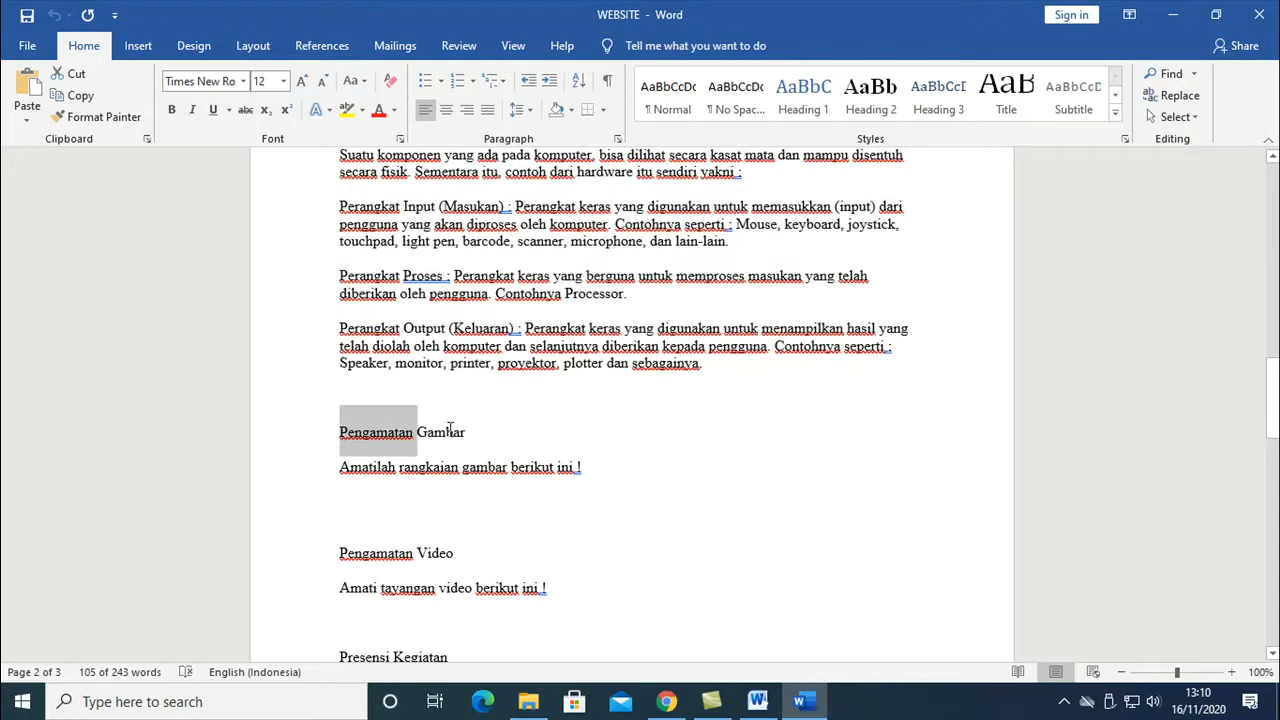 WEBSITE - Word
Sign in
File Home Insert Design Layout References Mailings Review View Help Tell me what you want to do Share
Paste
Cut
Copy
Format Painter
Clipboard
Times New Ro 12
Font
Paragraph
AaBbCcDc AaBbCcDc AaBbC AaBb AaBbCcD AaB AaBbCcD
¶ Normal ¶ No Spac... Heading 1 Heading 2 Heading 3 Title Subtitle
Styles
Find
Replace
Select
Editing
Suatu komponen yang ada pada komputer, bisa dilihat secara kasat mata dan mampu disentuh
secara fisik. Sementara itu, contoh dari hardware itu sendiri yakni :
Perangkat Input (Masukan) : Perangkat keras yang digunakan untuk memasukkan (input) dari
pengguna yang akan diproses oleh komputer. Contohnya seperti : Mouse, keyboard, joystick,
touchpad, light pen, barcode, scanner, microphone, dan lain-lain.
Perangkat Proses : Perangkat keras yang berguna untuk memproses masukan yang telah
diberikan oleh pengguna. Contohnya Processor.
Perangkat Output (Keluaran) : Perangkat keras yang digunakan untuk menampilkan hasil yang
telah diolah oleh komputer dan selanjutnya diberikan kepada pengguna. Contohnya seperti :
Speaker, monitor, printer, proyektor, plotter dan sebagainya.
Pengamatan Gambar
Amatilah rangkaian gambar berikut ini !
Pengamatan Video
Amati tayangan video berikut ini !
Presensi Kegiatan
Page 2 of 3 105 of 243 words English (Indonesia) 100%
Type here to search
13:10
16/11/2020